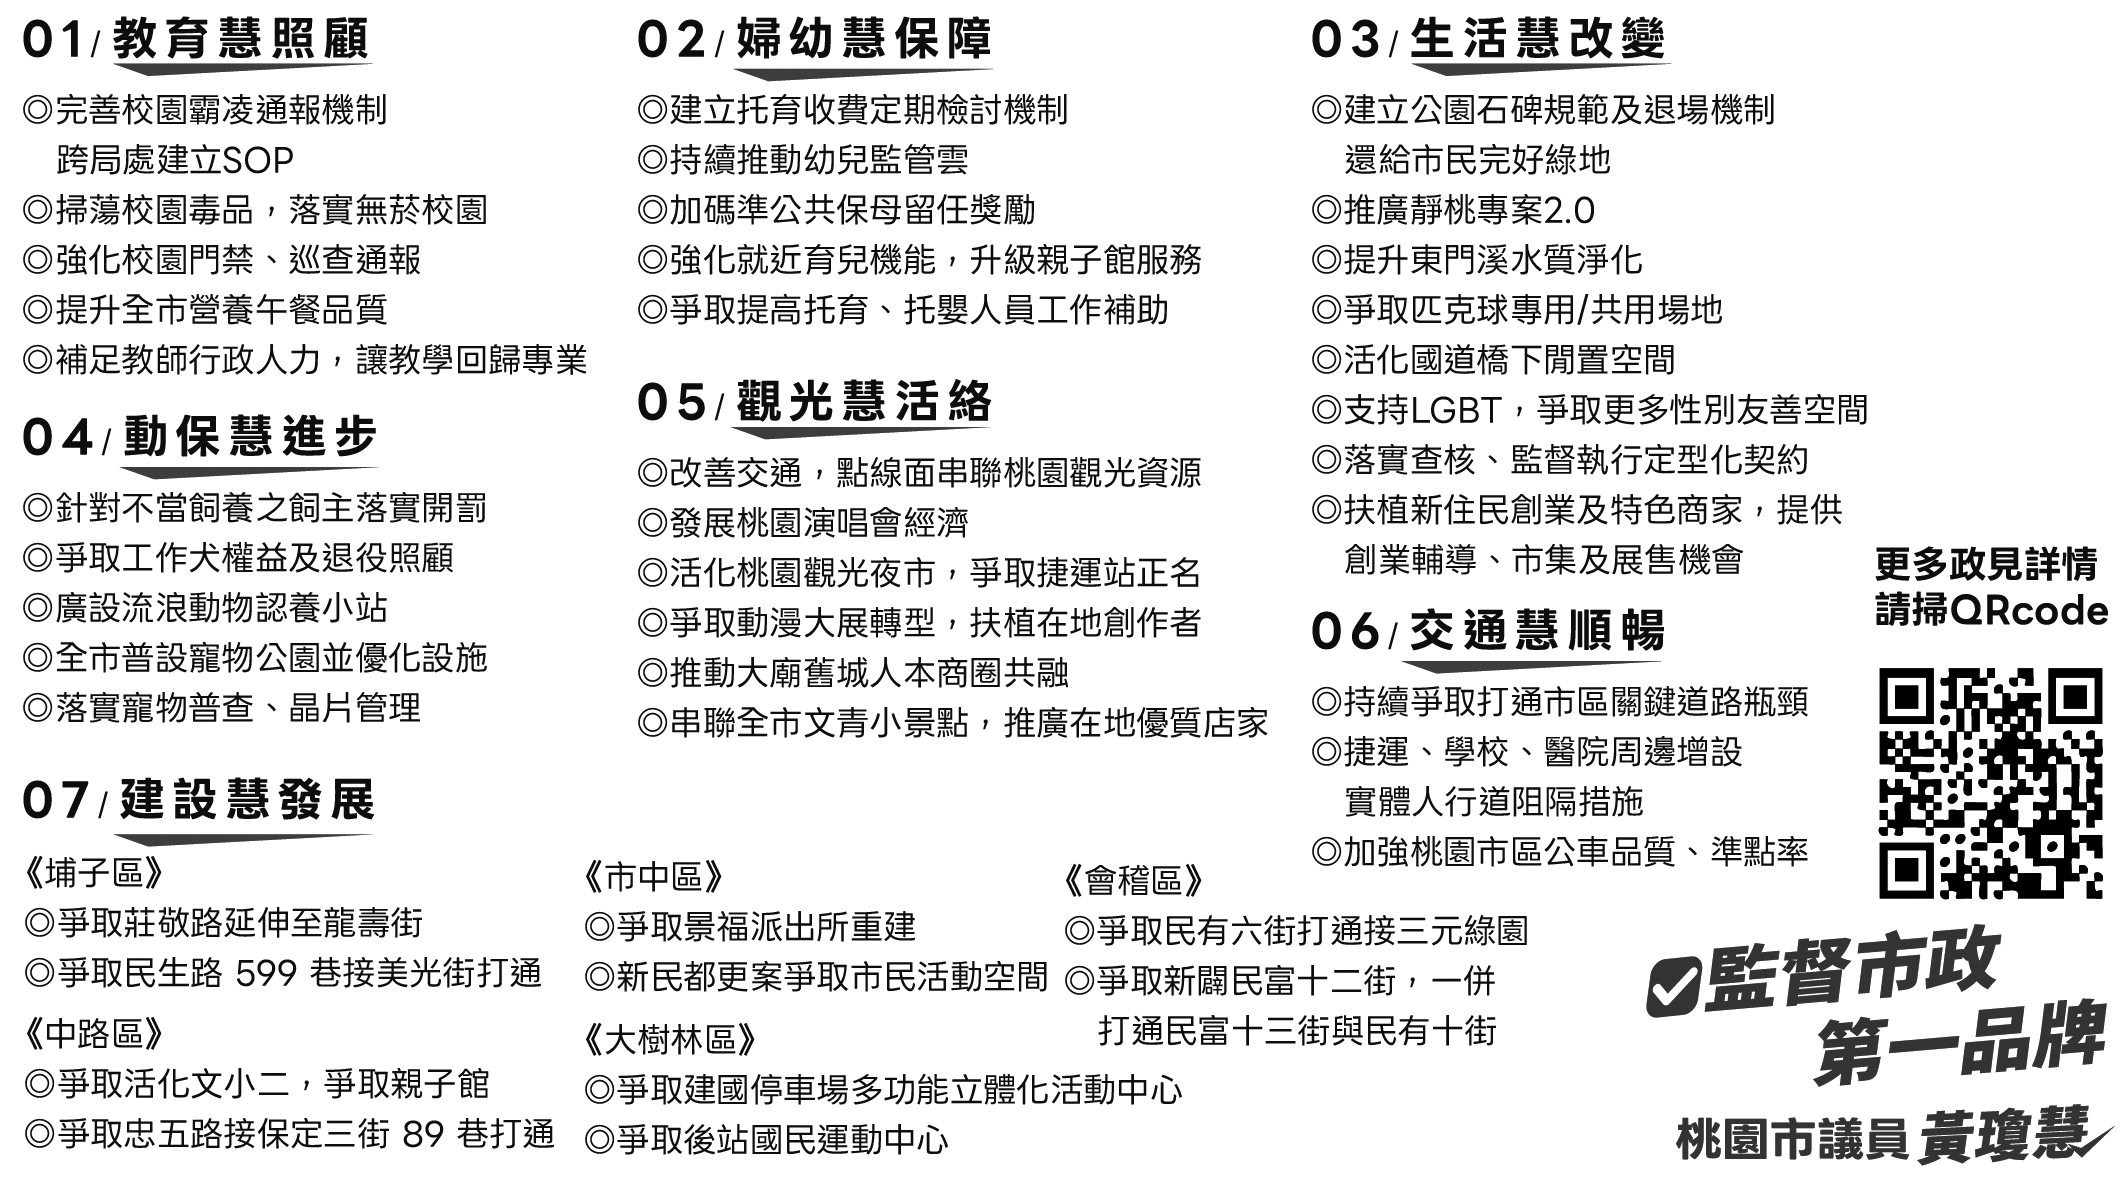 01/教育慧照顧
◎完善校園霸凌通報機制
跨局處建立SOP
◎掃蕩校園毒品，落實無菸校園
◎強化校園門禁、巡查通報
◎提升全市營養午餐品質
◎補足教師行政人力，讓教學回歸專業
02/婦幼慧保障
◎建立托育收費定期檢討機制
◎持續推動幼兒監管雲
◎加碼準公共保母留任獎勵
◎強化就近育兒機能，升級親子館服務
◎爭取提高托育、托嬰人員工作補助
03/生活慧改變
◎建立公園石碑規範及退場機制
還給市民完好綠地
◎推廣靜桃專案2.0
◎提升東門溪水質淨化
◎爭取匹克球專用/共用場地
◎活化國道橋下閒置空間
◎支持LGBT，爭取更多性別友善空間
◎落實查核、監督執行定型化契約
◎扶植新住民創業及特色商家，提供
創業輔導、市集及展售機會
04/動保慧進步
◎針對不當飼養之飼主落實開罰
◎爭取工作犬權益及退役照顧
◎廣設流浪動物認養小站
◎全市普設寵物公園並優化設施
◎落實寵物普查、晶片管理
05/觀光慧活絡
◎改善交通，點線面串聯桃園觀光資源
◎發展桃園演唱會經濟
◎活化桃園觀光夜市，爭取捷運站正名
◎爭取動漫大展轉型，扶植在地創作者
◎推動大廟舊城人本商圈共融
◎串聯全市文青小景點，推廣在地優質店家
06/交通慧順暢
◎持續爭取打通市區關鍵道路瓶頸
◎捷運、學校、醫院周邊增設
實體人行道阻隔措施
◎加強桃園市區公車品質、準點率
07/建設慧發展
《埔子區》
◎爭取莊敬路延伸至龍壽街
◎爭取民生路 599 巷接美光街打通
《中路區》
◎爭取活化文小二，爭取親子館
◎爭取忠五路接保定三街 89 巷打通
《市中區》
◎爭取景福派出所重建
◎新民都更案爭取市民活動空間
《大樹林區》
◎爭取建國停車場多功能立體化活動中心
◎爭取後站國民運動中心
《會稽區》
◎爭取民有六街打通接三元綠園
◎爭取新闢民富十二街，一併
打通民富十三街與民有十街
更多政見詳情
請掃QRcode
監督市政
第一品牌
桃園市議員 黃瓊慧